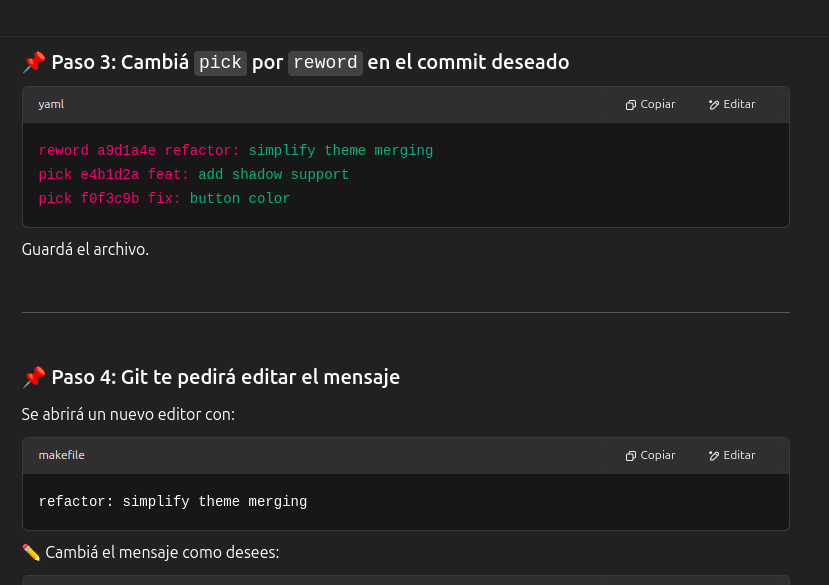 📌 Paso 3: Cambiá pick por reword en el commit deseado
yaml Copiar Editar
reword a9d1a4e refactor: simplify theme merging
pick e4b1d2a feat: add shadow support
pick f0f3c9b fix: button color
Guardá el archivo.
📌 Paso 4: Git te pedirá editar el mensaje
Se abrirá un nuevo editor con:
makefile Copiar Editar
refactor: simplify theme merging
✏️ Cambiá el mensaje como desees: